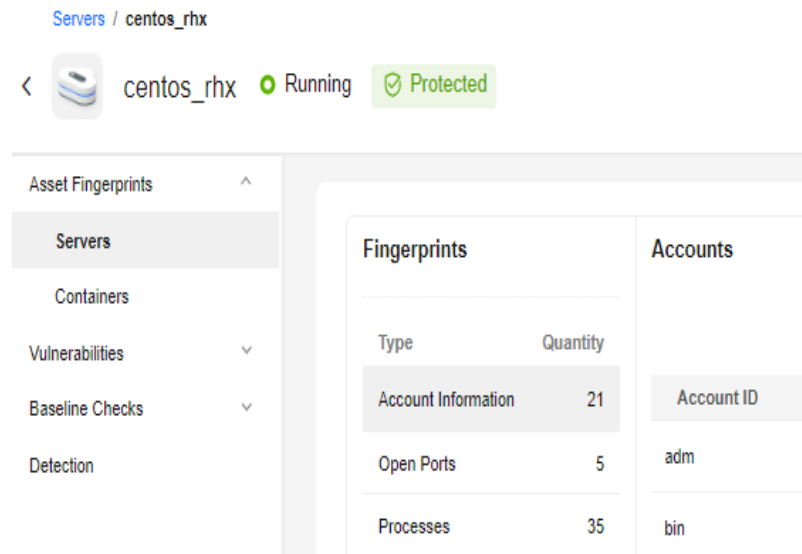 Servers / centos_rhx
centos_rhx Running Protected
Asset Fingerprints
Servers
Containers
Vulnerabilities
Baseline Checks
Detection
Fingerprints
Type Quantity
Account Information 21
Open Ports 5
Processes 35
Accounts
Account ID
adm
bin